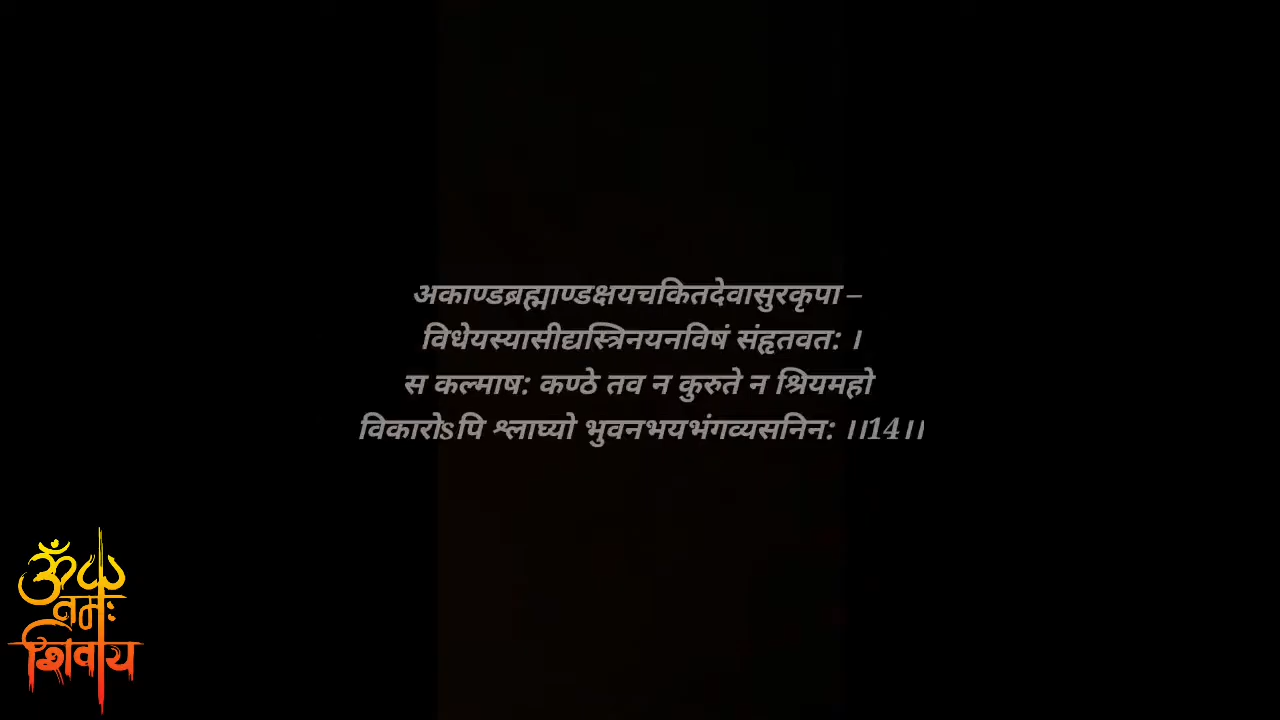 अकाण्डब्रह्माण्डक्षयचकितदेवासुरकृपा –
विधेयस्यासीद्यस्त्रिनयनविषं संहृतवत: ।
स कल्माष: कण्ठे तव न कुरुते न श्रियमहो
विकारोsपि श्लाघ्यो भुवनभयभंगव्यसनिन: ।।14।।
ॐ
नमः
शिवाय